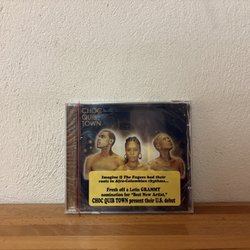 CHOC
QUIB
TOWN
Imagine if The Fugees had their
roots in Afro-Colombian rhythms...
Fresh off a Latin GRAMMY
nomination for "Best New Artist,"
CHOC QUIB TOWN present their U.S. debut